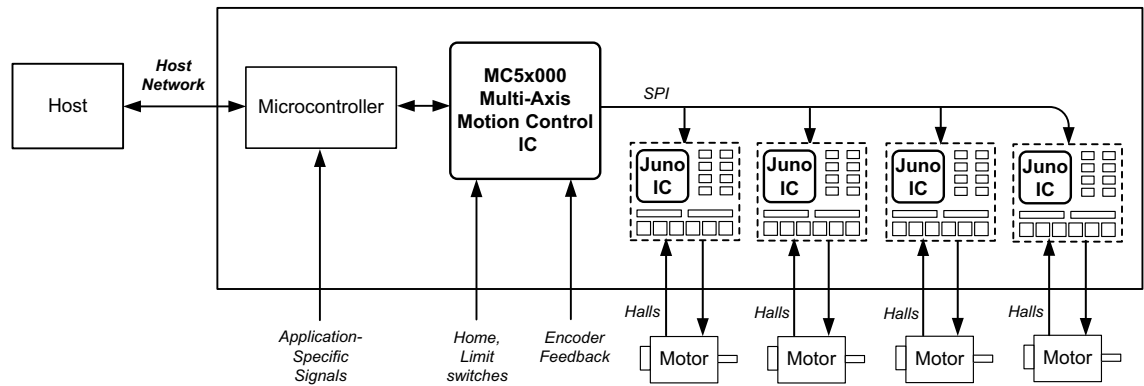 Host
Host
Network
Microcontroller
MC5x000
Multi-Axis
Motion Control
IC
SPI
Juno
IC
Juno
IC
Juno
IC
Juno
IC
Application-
Specific
Signals
Home,
Limit
switches
Encoder
Feedback
Halls
Halls
Halls
Halls
Motor
Motor
Motor
Motor